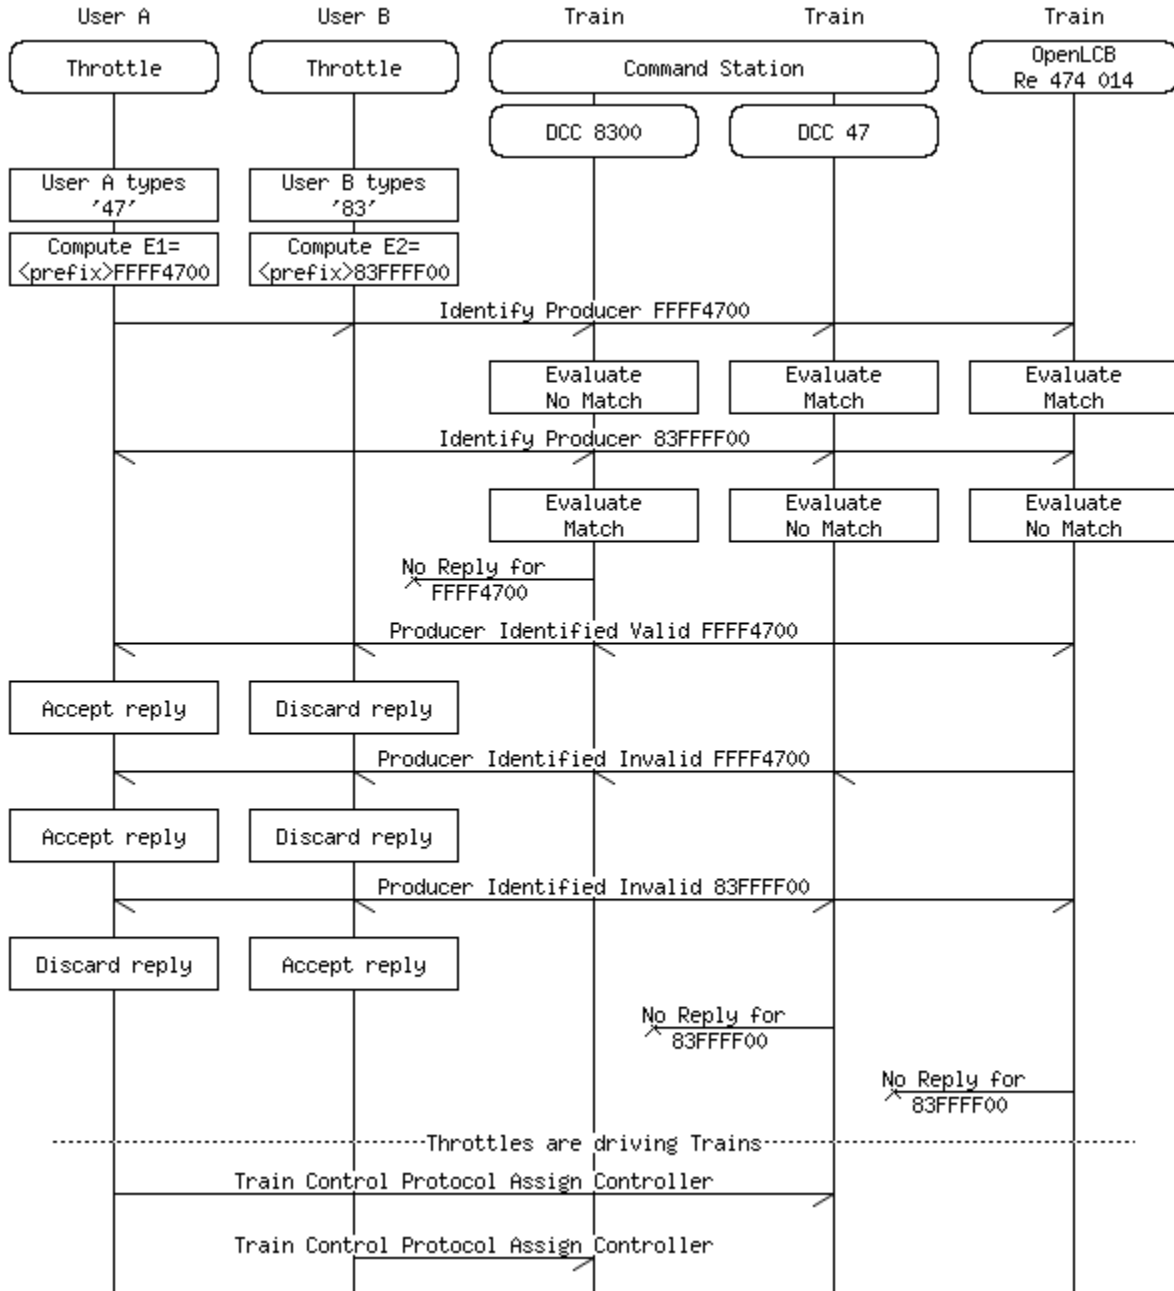 User A User B Train Train Train
Throttle Throttle Command Station OpenLCB
Re 474 014
DCC 8300 DCC 47
User A types User B types
'47' '83'
Compute E1= Compute E2=
<prefix>FFFF4700 <prefix>83FFFF00
Identify Producer FFFF4700
Evaluate Evaluate Evaluate
No Match Match Match
Identify Producer 83FFFF00
Evaluate Evaluate Evaluate
Match No Match No Match
No Reply for
FFFF4700
Producer Identified Valid FFFF4700
Accept reply Discard reply
Producer Identified Invalid FFFF4700
Accept reply Discard reply
Producer Identified Invalid 83FFFF00
Discard reply Accept reply
No Reply for
83FFFF00
No Reply for
83FFFF00
Throttles are driving Trains
Train Control Protocol Assign Controller
Train Control Protocol Assign Controller